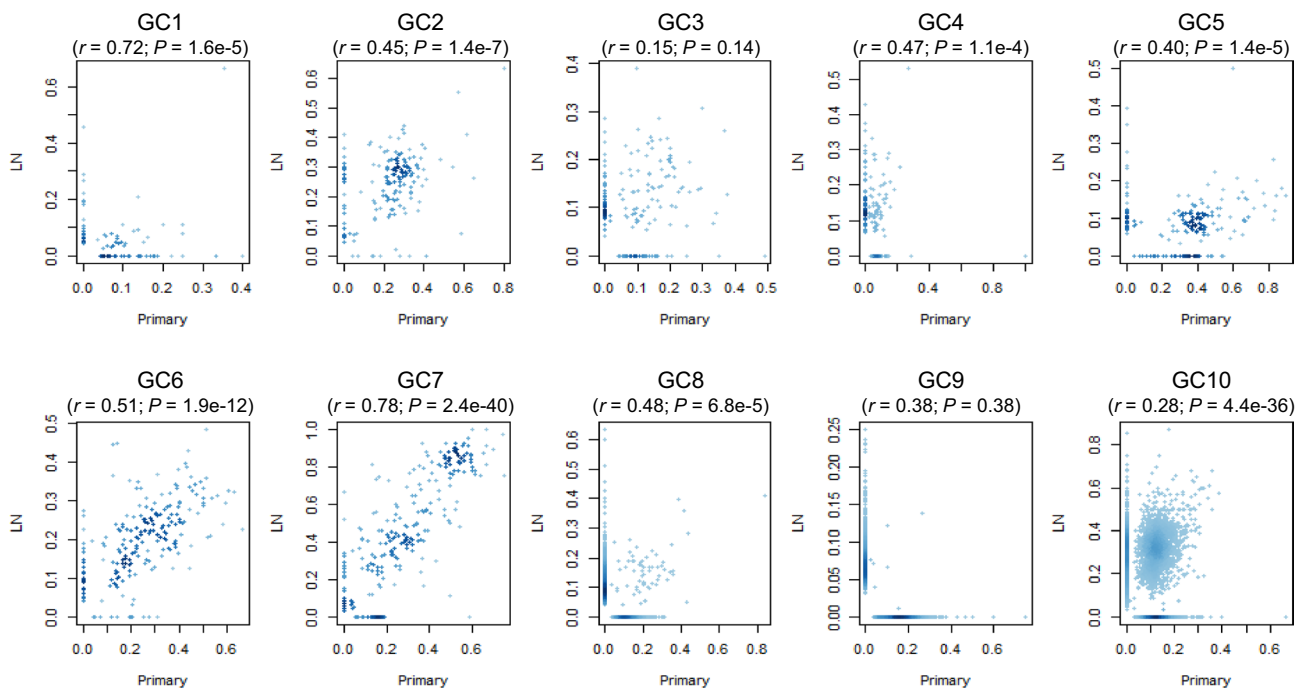 GC1 GC2 GC3 GC4 GC5
(r = 0.72; P = 1.6e-5) (r = 0.45; P = 1.4e-7) (r = 0.15; P = 0.14) (r = 0.47; P = 1.1e-4) (r = 0.40; P = 1.4e-5)
LN
0.0 0.2 0.4 0.6
0.0 0.1 0.2 0.3 0.4
Primary
LN
0.0 0.1 0.2 0.3 0.4 0.5 0.6
0.0 0.2 0.4 0.6 0.8
Primary
LN
0.0 0.1 0.2 0.3 0.4
0.0 0.1 0.2 0.3 0.4 0.5
Primary
LN
0.0 0.1 0.2 0.3 0.4 0.5
0.0 0.2 0.4 0.6 0.8 1.0
Primary
LN
0.0 0.1 0.2 0.3 0.4 0.5
0.0 0.2 0.4 0.6 0.8
Primary
GC6 GC7 GC8 GC9 GC10
(r = 0.51; P = 1.9e-12) (r = 0.78; P = 2.4e-40) (r = 0.48; P = 6.8e-5) (r = 0.38; P = 0.38) (r = 0.28; P = 4.4e-36)
LN
0.0 0.1 0.2 0.3 0.4 0.5
0.0 0.2 0.4 0.6
Primary
LN
0.0 0.2 0.4 0.6 0.8 1.0
0.0 0.2 0.4 0.6
Primary
LN
0.0 0.1 0.2 0.3 0.4 0.5 0.6
0.0 0.2 0.4 0.6 0.8
Primary
LN
0.00 0.05 0.10 0.15 0.20 0.25
0.0 0.2 0.4 0.6
Primary
LN
0.0 0.2 0.4 0.6 0.8
0.0 0.2 0.4 0.6
Primary